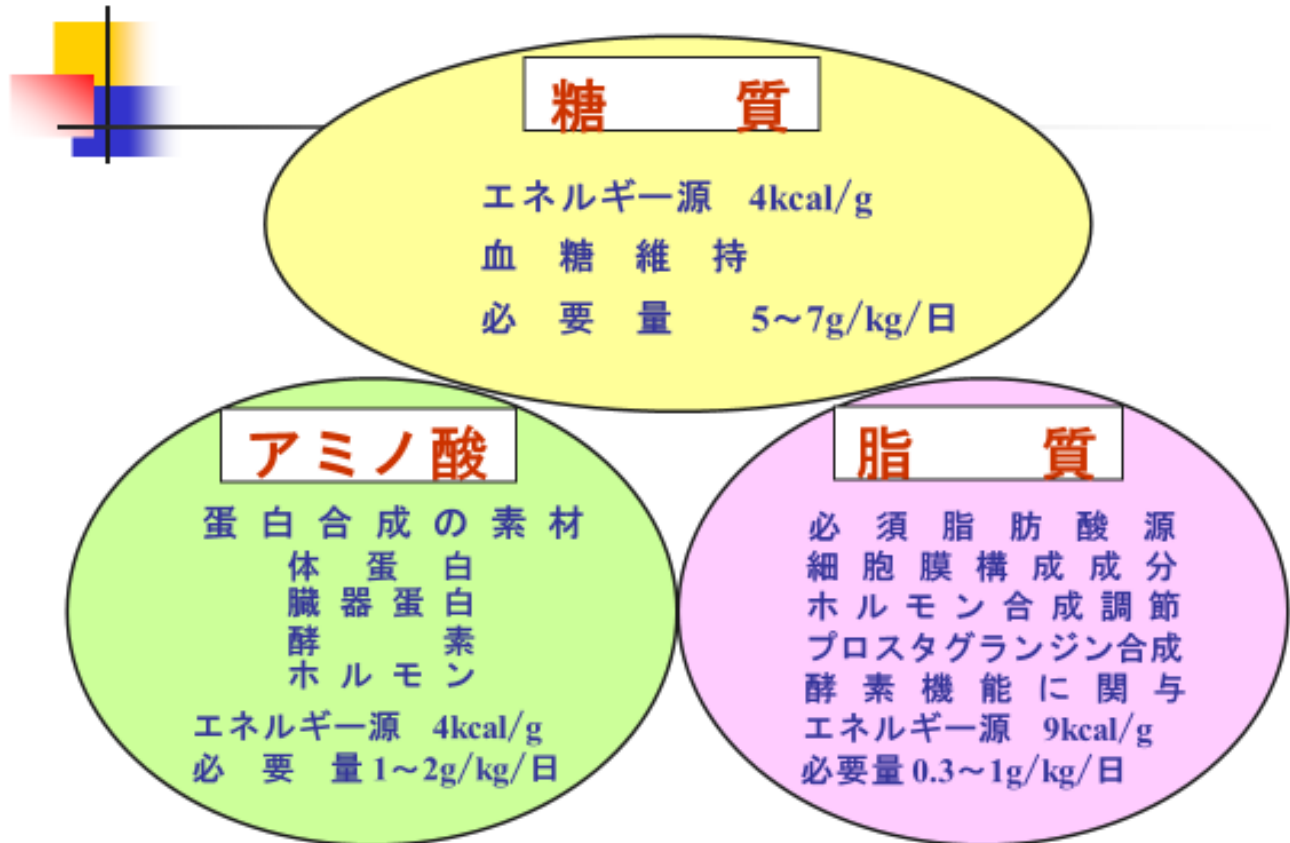 糖　質
エネルギー源　4kcal/g
血糖維持
必要量　5～7g/kg/日
アミノ酸
蛋白合成の素材
体蛋白
臓器蛋白
酵素
ホルモン
エネルギー源　4kcal/g
必要量 1～2g/kg/日
脂　質
必須脂肪酸源
細胞膜構成成分
ホルモン合成調節
プロスタグランジン合成
酵素機能に関与
エネルギー源　9kcal/g
必要量 0.3～1g/kg/日